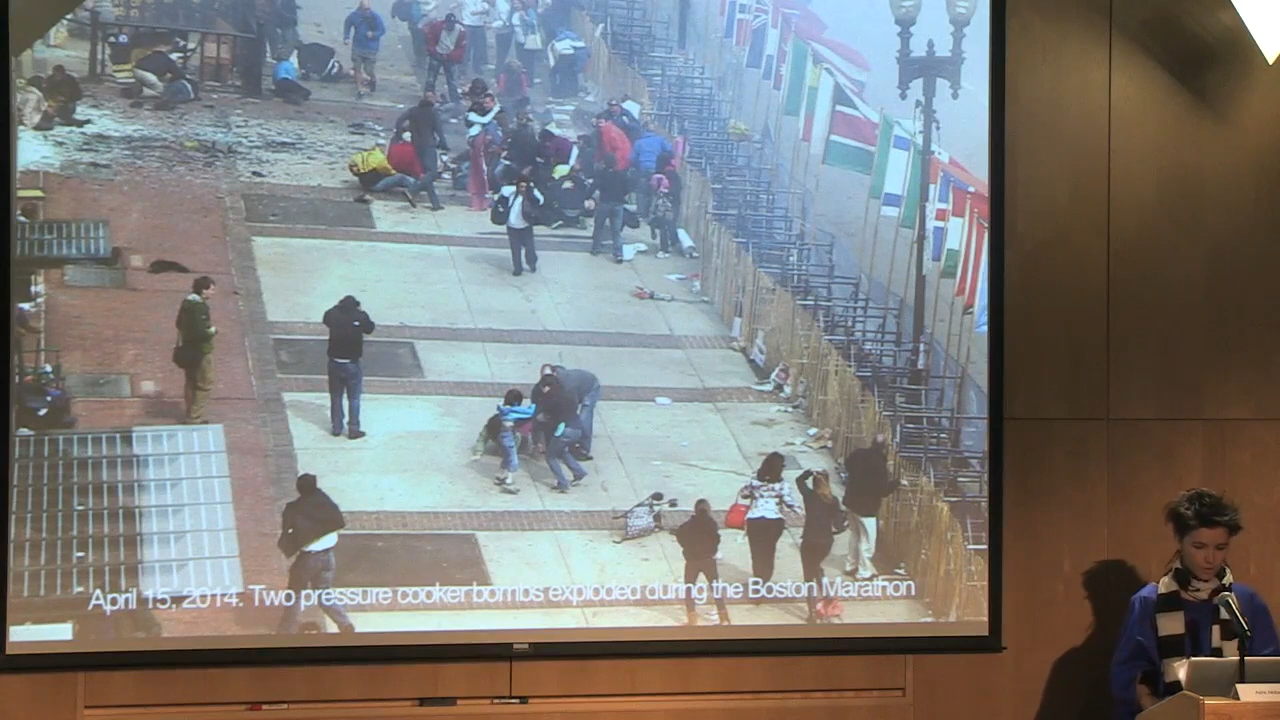 April 15, 2014. Two pressure cooker bombs exploded during the Boston Marathon